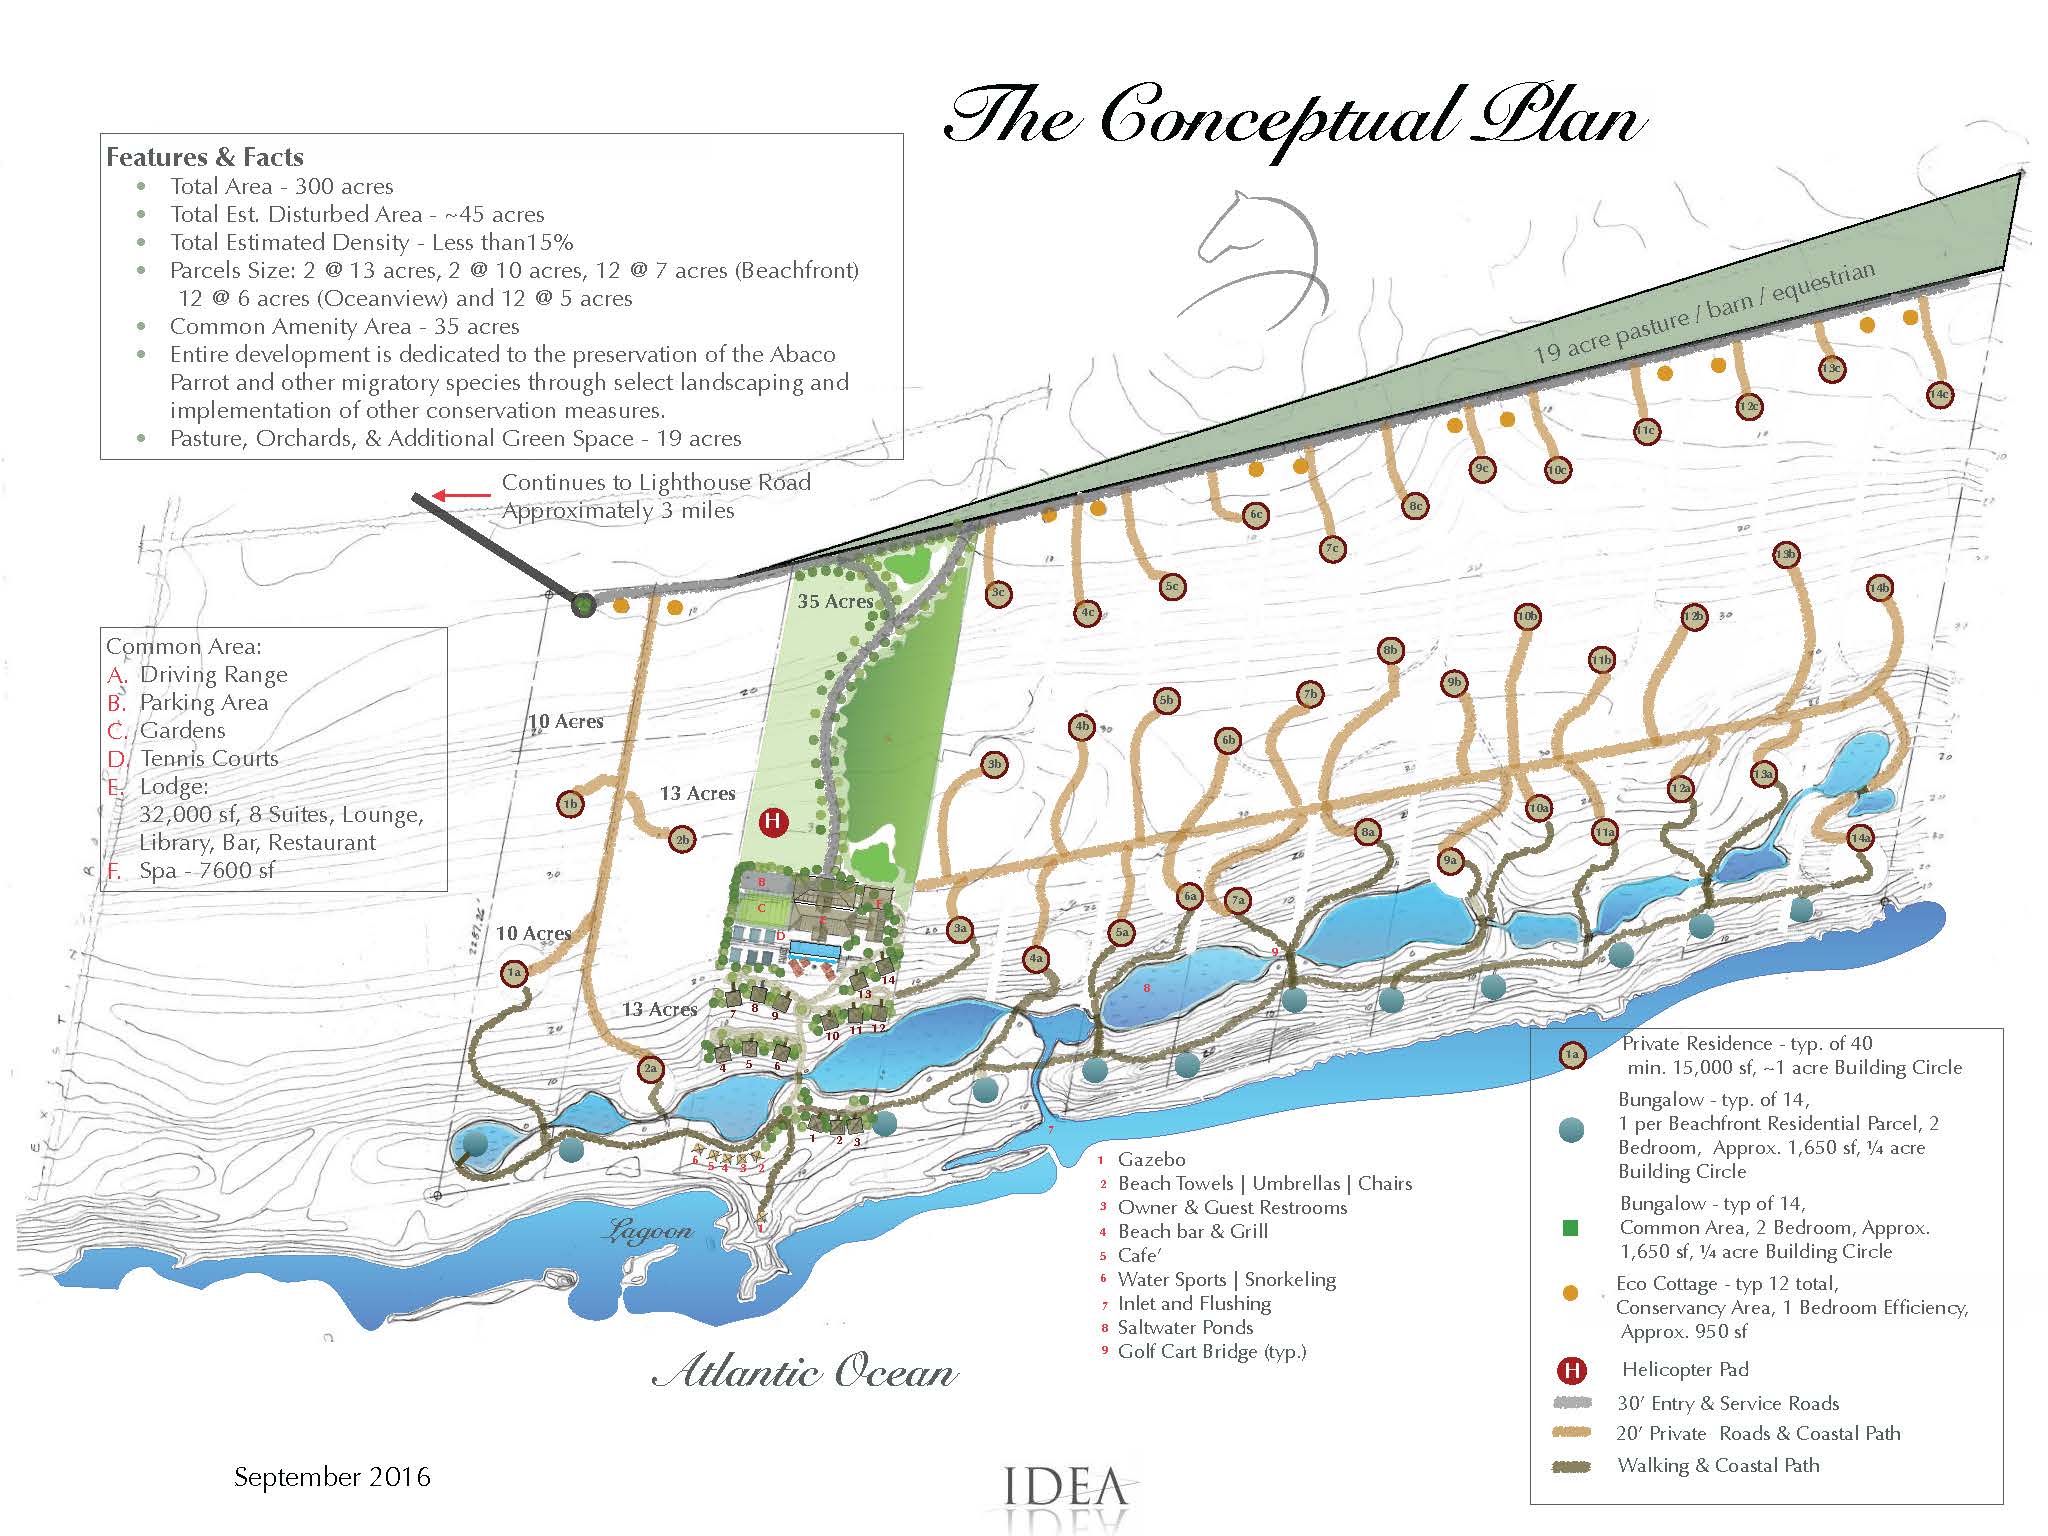 The Conceptual Plan
Features & Facts
• Total Area - 300 acres
• Total Est. Disturbed Area - ~45 acres
• Total Estimated Density - Less than15%
• Parcels Size: 2 @ 13 acres, 2 @ 10 acres, 12 @ 7 acres (Beachfront)
12 @ 6 acres (Oceanview) and 12 @ 5 acres
• Common Amenity Area - 35 acres
• Entire development is dedicated to the preservation of the Abaco
Parrot and other migratory species through select landscaping and
implementation of other conservation measures.
• Pasture, Orchards, & Additional Green Space - 19 acres
Continues to Lighthouse Road
Approximately 3 miles
19 acre pasture / barn / equestrian
Common Area:
A. Driving Range
B. Parking Area
C. Gardens
D. Tennis Courts
E. Lodge:
32,000 sf, 8 Suites, Lounge,
Library, Bar, Restaurant
F. Spa - 7600 sf
35 Acres
10 Acres
13 Acres
10 Acres
13 Acres
H
B
C
D
E
F
3c
4c
5c
6c
7c
8c
9c
10c
11c
12c
13c
14c
1b
2b
3b
4b
5b
6b
7b
8b
9b
10b
11b
12b
13b
14b
1a
2a
3a
4a
5a
6a
7a
8a
9a
10a
11a
12a
13a
14a
7
8
9
13
14
10
11
12
4
5
6
1
2
3
6
5
4
3
2
1
7
8
9
Lagoon
Atlantic Ocean
1 Gazebo
2 Beach Towels | Umbrellas | Chairs
3 Owner & Guest Restrooms
4 Beach bar & Grill
5 Cafe'
6 Water Sports | Snorkeling
7 Inlet and Flushing
8 Saltwater Ponds
9 Golf Cart Bridge (typ.)
1a Private Residence - typ. of 40
min. 15,000 sf, ~1 acre Building Circle
Bungalow - typ. of 14,
1 per Beachfront Residential Parcel, 2
Bedroom, Approx. 1,650 sf, ¼ acre
Building Circle
Bungalow - typ of 14,
Common Area, 2 Bedroom, Approx.
1,650 sf, ¼ acre Building Circle
Eco Cottage - typ 12 total,
Conservancy Area, 1 Bedroom Efficiency,
Approx. 950 sf
H Helicopter Pad
30' Entry & Service Roads
20' Private Roads & Coastal Path
Walking & Coastal Path
September 2016
IDEA